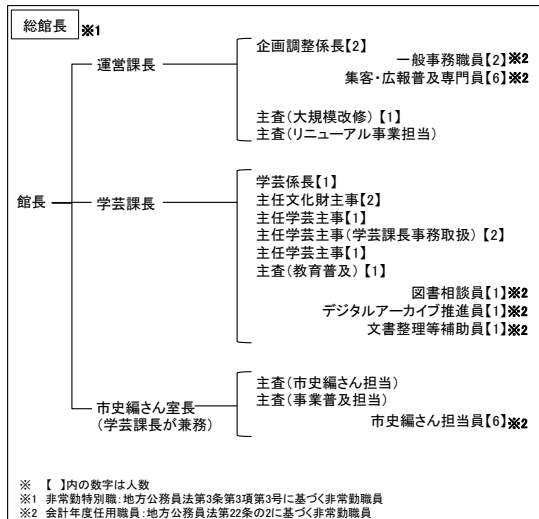 総館長 ※1
運営課長
企画調整係長【2】
一般事務職員【2】※2
集客・広報普及専門員【6】※2
主査(大規模改修)【1】
主査(リニューアル事業担当)
館長
学芸課長
学芸係長【1】
主任文化財主事【2】
主任学芸主事【1】
主任学芸主事(学芸課長事務取扱)【2】
主任学芸主事【1】
主査(教育普及)【1】
図書相談員【1】※2
デジタルアーカイブ推進員【1】※2
文書整理等補助員【1】※2
市史編さん室長
(学芸課長が兼務)
主査(市史編さん担当)
主査(事業普及担当)
市史編さん担当員【6】※2
※ 【 】内の数字は人数
※1 非常勤特別職:地方公務員法第3条第3項第3号に基づく非常勤職員
※2 会計年度任用職員:地方公務員法第22条の2に基づく非常勤職員